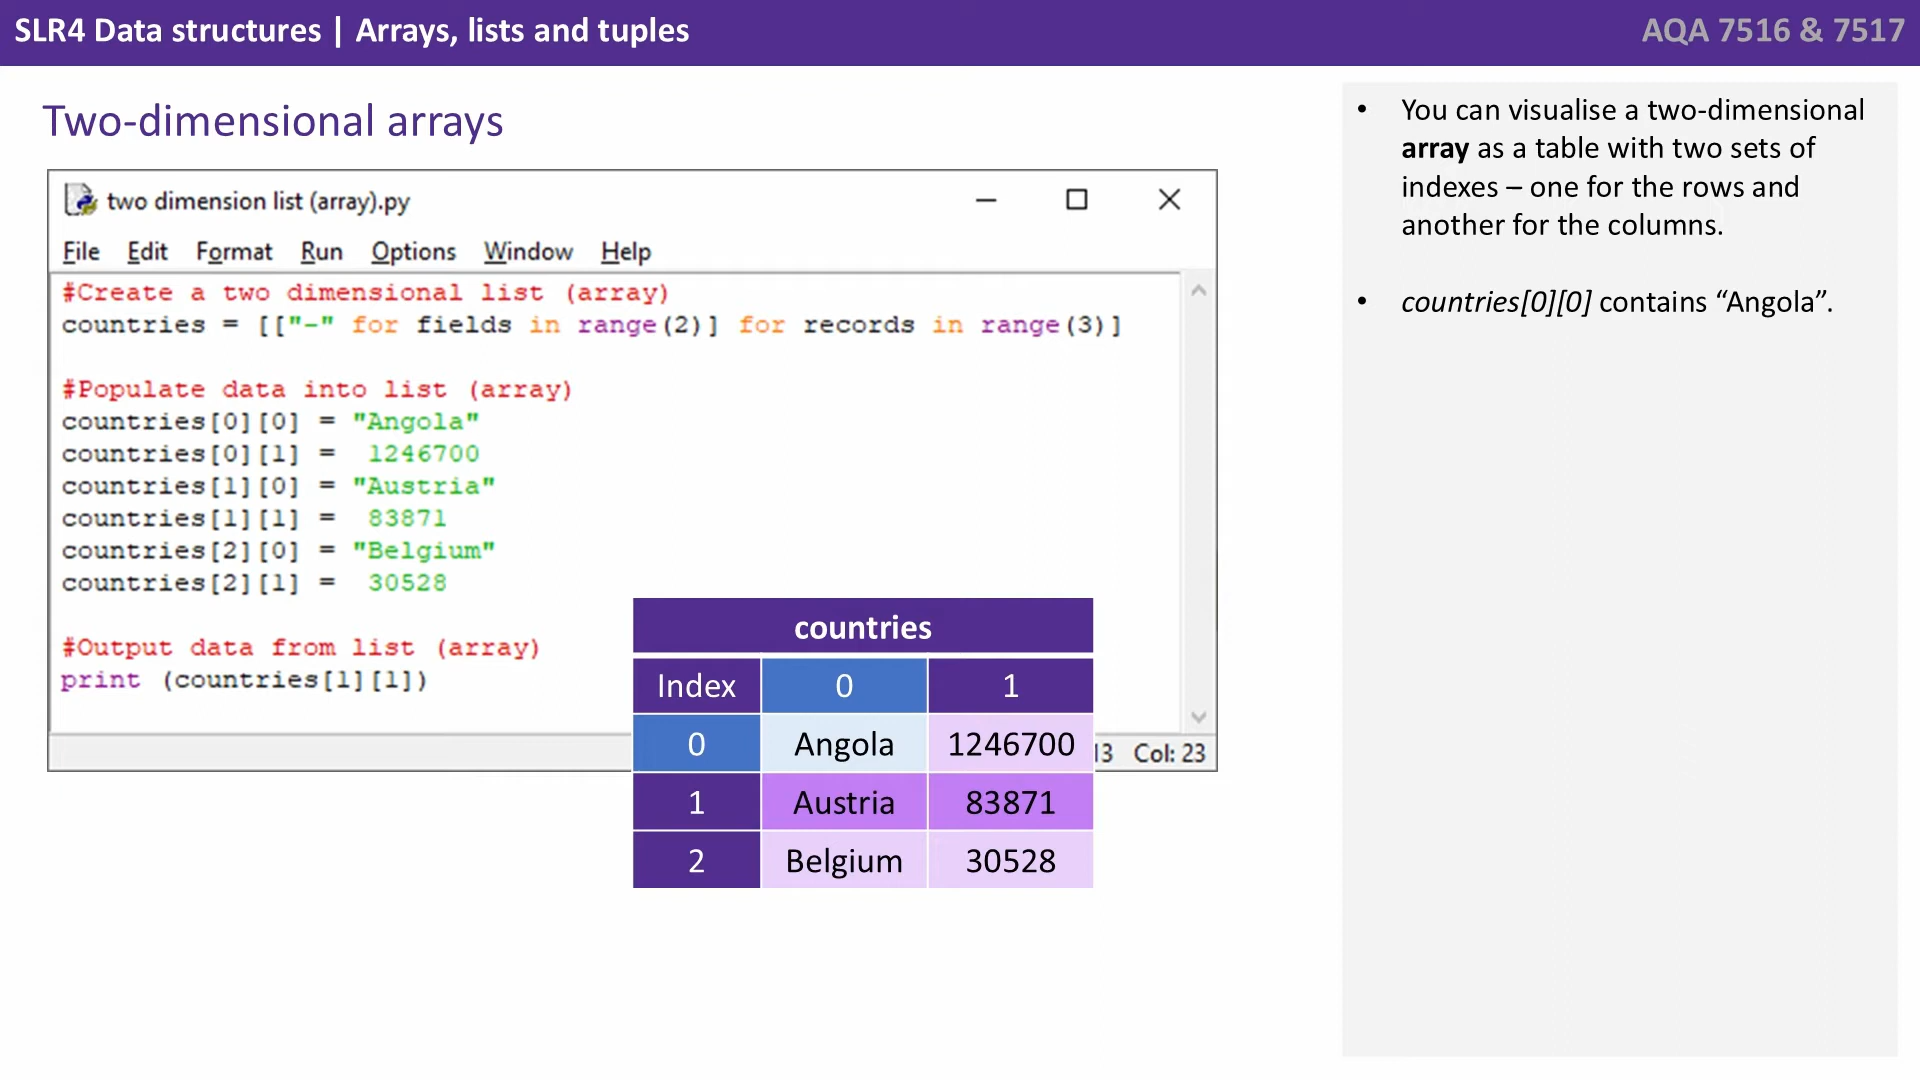 SLR4 Data structures | Arrays, lists and tuples
AQA 7516 & 7517
Two-dimensional arrays
two dimension list (array).py
File Edit Format Run Options Window Help
#Create a two dimensional list (array)
countries = [["-" for fields in range(2)] for records in range(3)]
#Populate data into list (array)
countries[0][0] = "Angola"
countries[0][1] =  1246700
countries[1][0] = "Austria"
countries[1][1] =  83871
countries[2][0] = "Belgium"
countries[2][1] =  30528
#Output data from list (array)
print (countries[1][1])
13 Col: 23
countries
Index 0 1
0 Angola 1246700
1 Austria 83871
2 Belgium 30528
• You can visualise a two-dimensional
array as a table with two sets of
indexes – one for the rows and
another for the columns.
• countries[0][0] contains “Angola”.